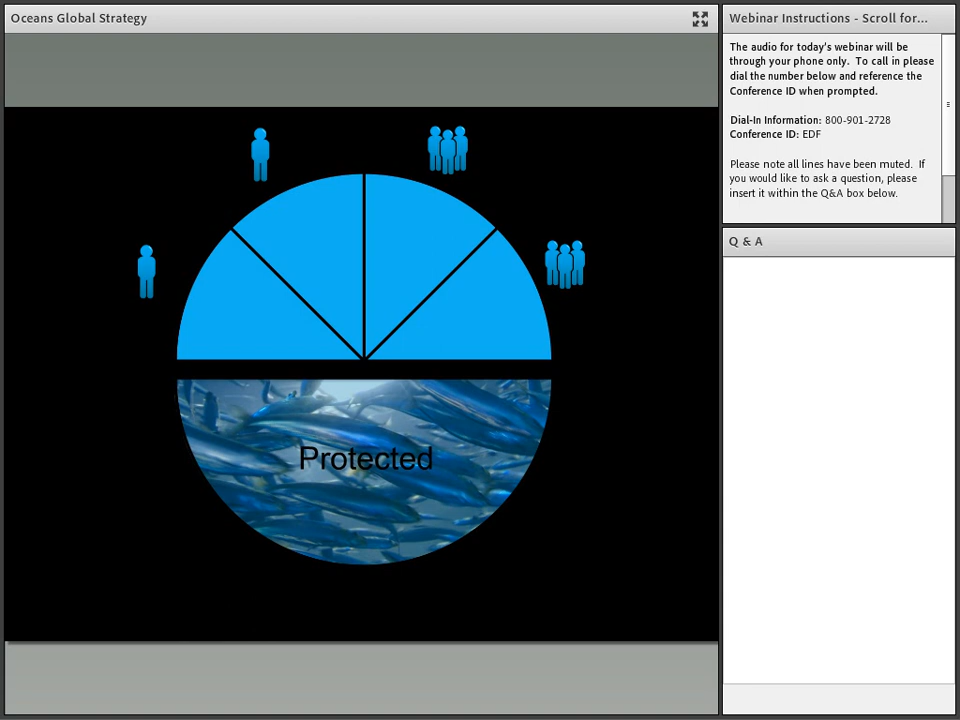 Oceans Global Strategy
Protected
Webinar Instructions - Scroll for...
The audio for today's webinar will be
through your phone only.  To call in please
dial the number below and reference the
Conference ID when prompted.
Dial-In Information: 800-901-2728
Conference ID: EDF
Please note all lines have been muted.  If
you would like to ask a question, please
insert it within the Q&A box below.
Q & A